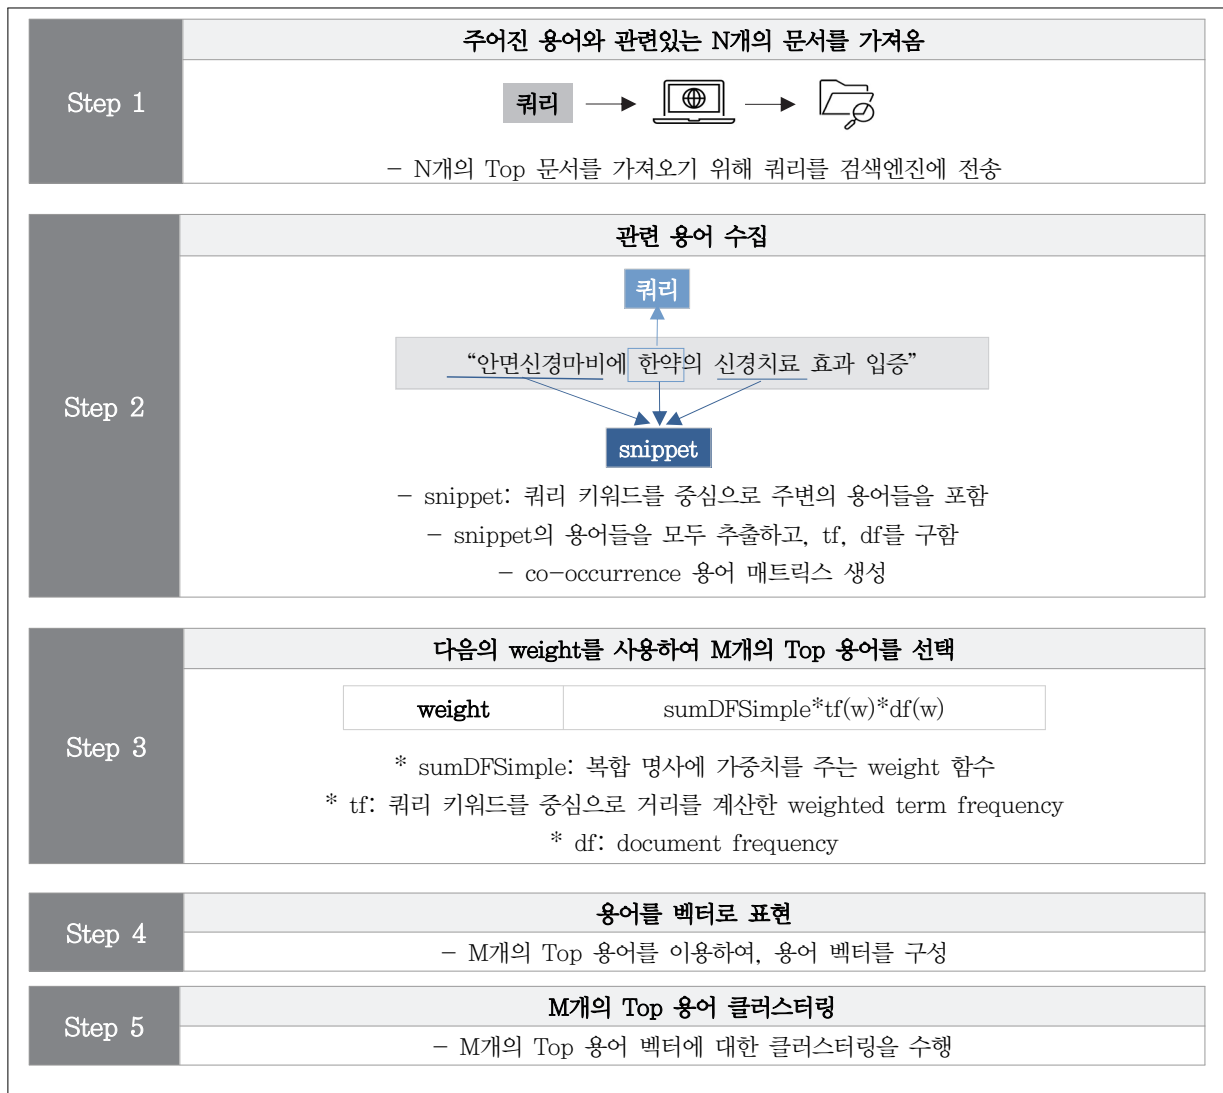 Step 1
주어진 용어와 관련있는 N개의 문서를 가져옴
쿼리
- N개의 Top 문서를 가져오기 위해 쿼리를 검색엔진에 전송
Step 2
관련 용어 수집
쿼리
“안면신경마비에 한약의 신경치료 효과 입증”
snippet
- snippet: 쿼리 키워드를 중심으로 주변의 용어들을 포함
- snippet의 용어들을 모두 추출하고, tf, df를 구함
- co-occurrence 용어 매트릭스 생성
Step 3
다음의 weight를 사용하여 M개의 Top 용어를 선택
weight sumDFSimple*tf(w)*df(w)
* sumDFSimple: 복합 명사에 가중치를 주는 weight 함수
* tf: 쿼리 키워드를 중심으로 거리를 계산한 weighted term frequency
* df: document frequency
Step 4
용어를 벡터로 표현
- M개의 Top 용어를 이용하여, 용어 벡터를 구성
Step 5
M개의 Top 용어 클러스터링
- M개의 Top 용어 벡터에 대한 클러스터링을 수행